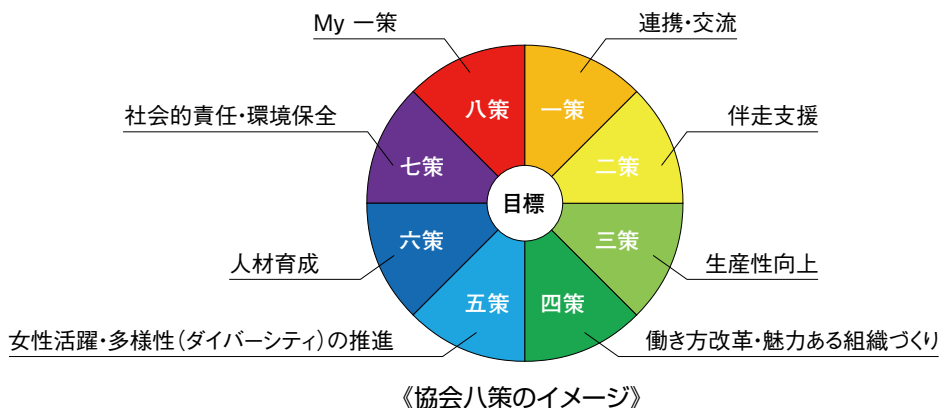 My 一策
連携・交流
社会的責任・環境保全
伴走支援
八策
一策
七策
二策
目標
六策
三策
人材育成
生産性向上
五策
四策
女性活躍・多様性(ダイバーシティ)の推進
働き方改革・魅力ある組織づくり
《協会八策のイメージ》